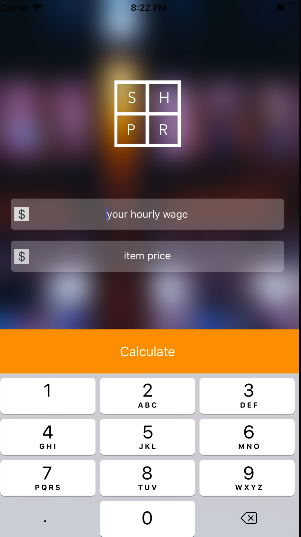 Carrier 8:22 PM
S H
P R
$ your hourly wage
$ item price
Calculate
1 2 3
ABC DEF
4 5 6
GHI JKL MNO
7 8 9
PQRS TUV WXYZ
. 0